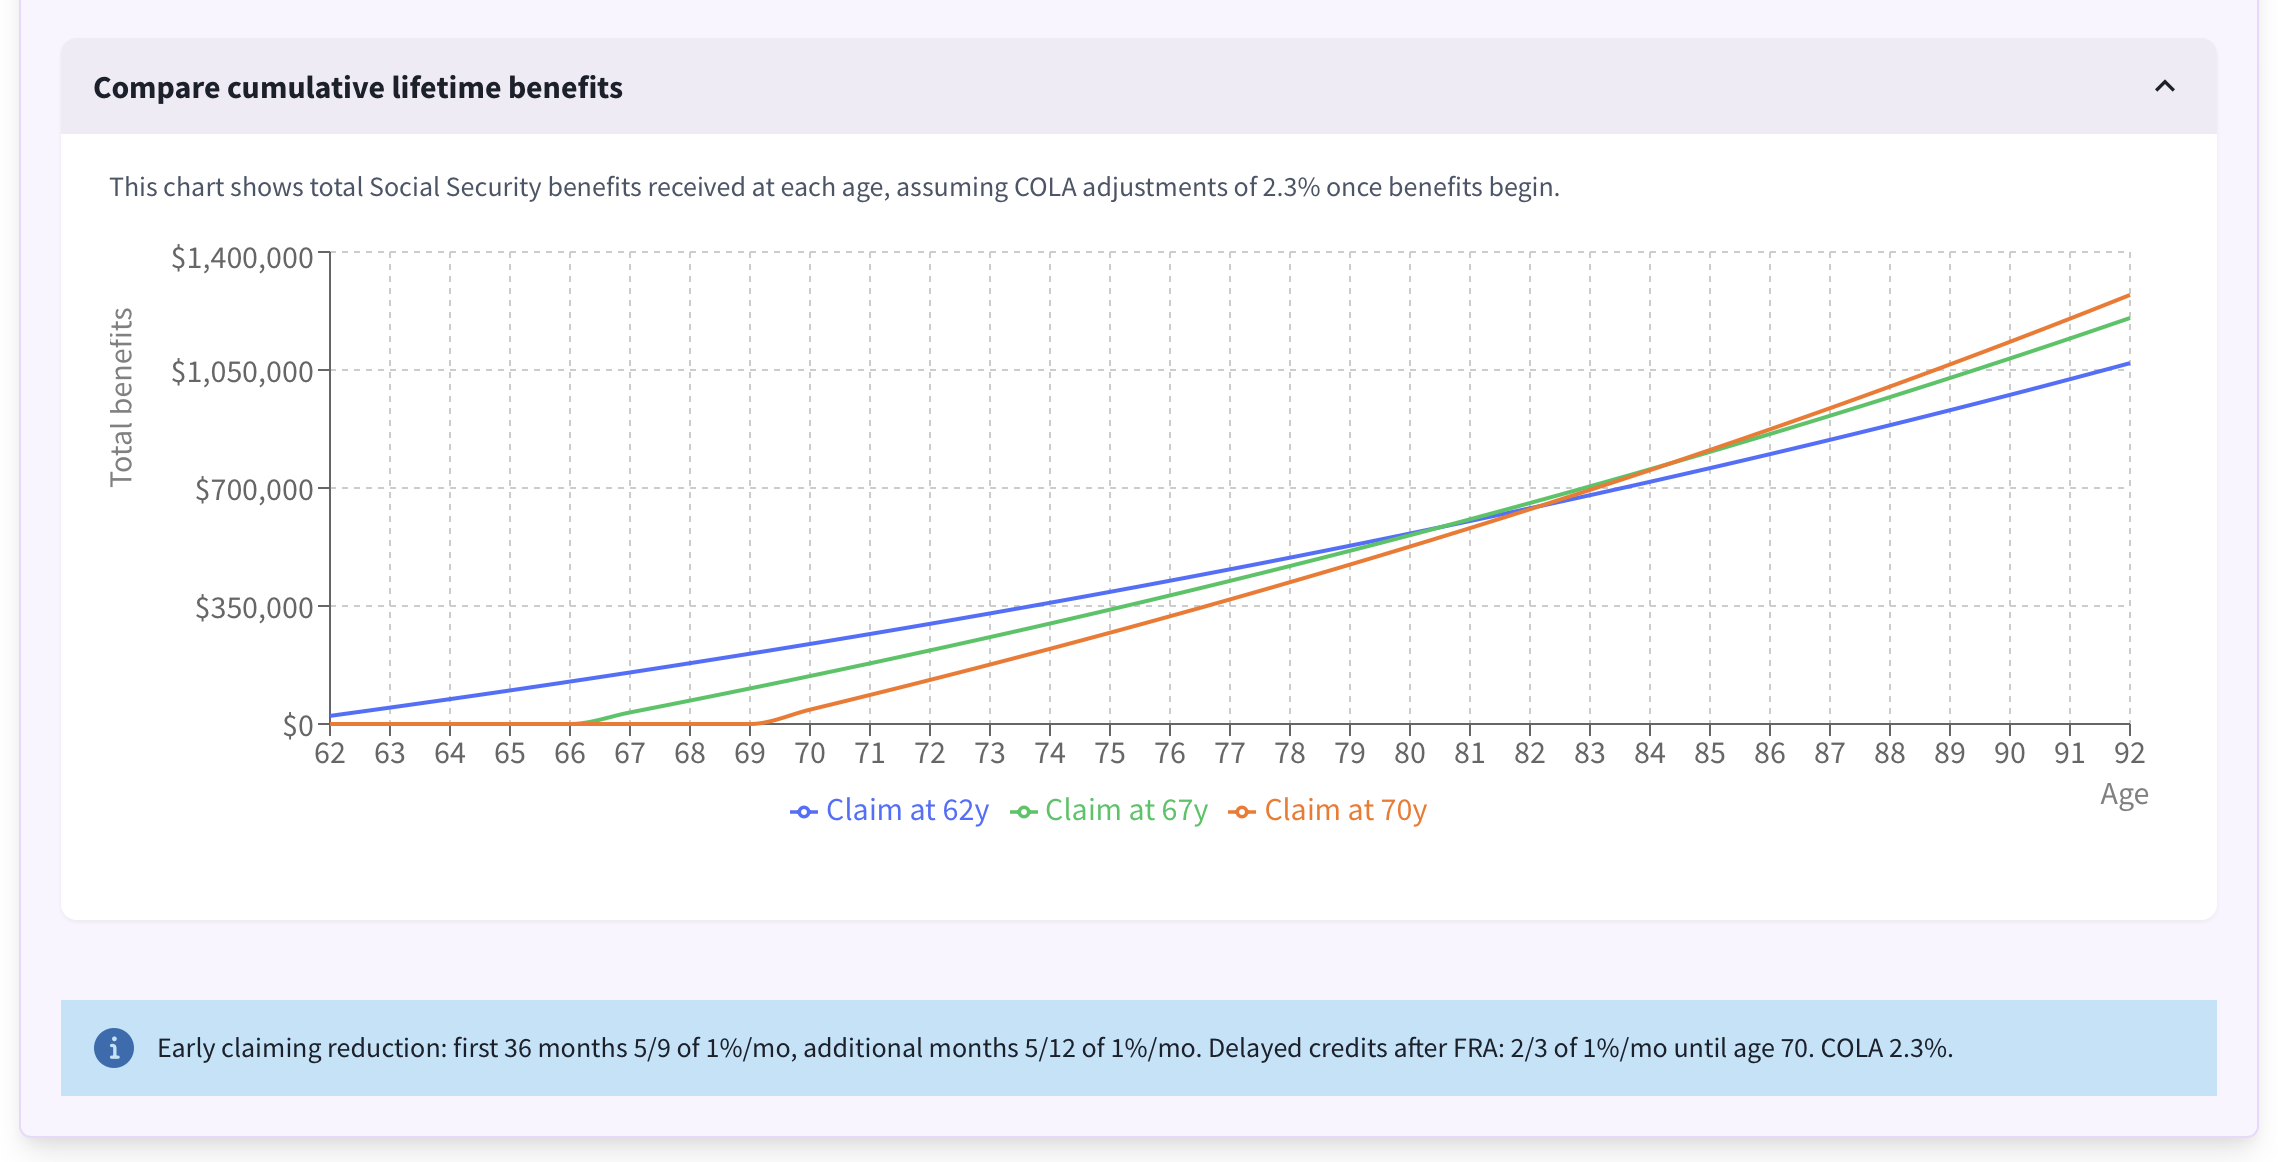 Compare cumulative lifetime benefits
This chart shows total Social Security benefits received at each age, assuming COLA adjustments of 2.3% once benefits begin.
Total benefits
$1,400,000
$1,050,000
$700,000
$350,000
$0
62 63 64 65 66 67 68 69 70 71 72 73 74 75 76 77 78 79 80 81 82 83 84 85 86 87 88 89 90 91 92
Age
Claim at 62y Claim at 67y Claim at 70y
Early claiming reduction: first 36 months 5/9 of 1%/mo, additional months 5/12 of 1%/mo. Delayed credits after FRA: 2/3 of 1%/mo until age 70. COLA 2.3%.